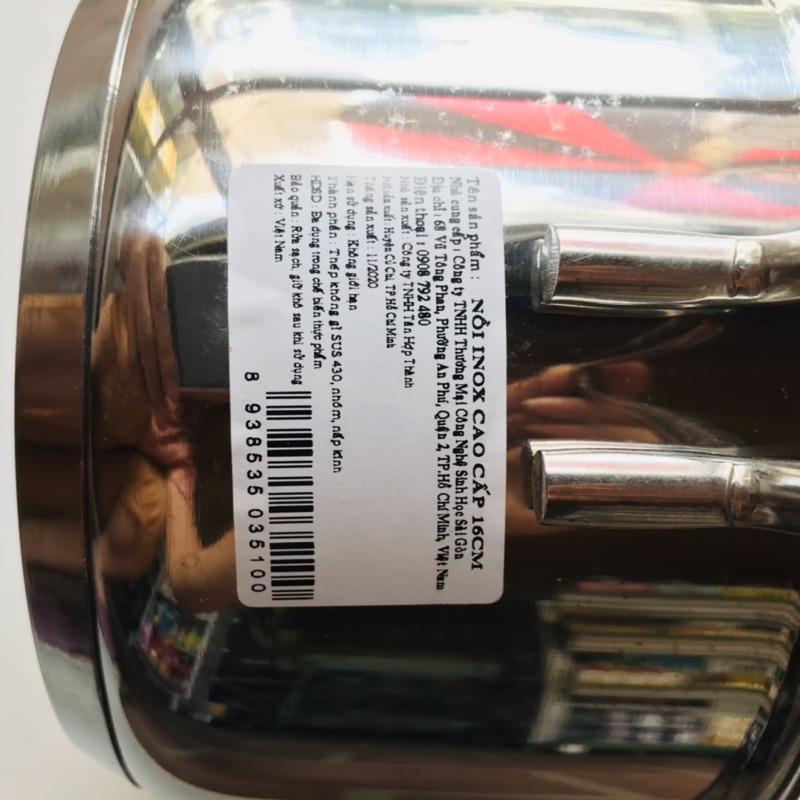 Tên sản phẩm : NỒI INOX CAO CẤP 16CM
Nhà cung cấp : Công ty TNHH Thương Mại Công Nghệ Sinh Học Sài Gòn
Địa chỉ : 68 Vũ Tông Phan, Phường An Phú, Quận 2, TP.Hồ Chí Minh, Việt Nam
Điện thoại : 0908 792 480
Nhà sản xuất : Công ty TNHH Tân Hợp Thành
Nơi sản xuất : Huyện Củ Chi, TP.Hồ Chí Minh
Tháng sản xuất : 11/2020
Hạn sử dụng : Không giới hạn
Thành phần : Thép không gỉ SUS 430, nhôm, nắp kính
HDSD : Đa dụng trong chế biến thực phẩm
Bảo quản : Rửa sạch, giữ khô sau khi sử dụng
Xuất xứ : Việt Nam
8 938535 035100